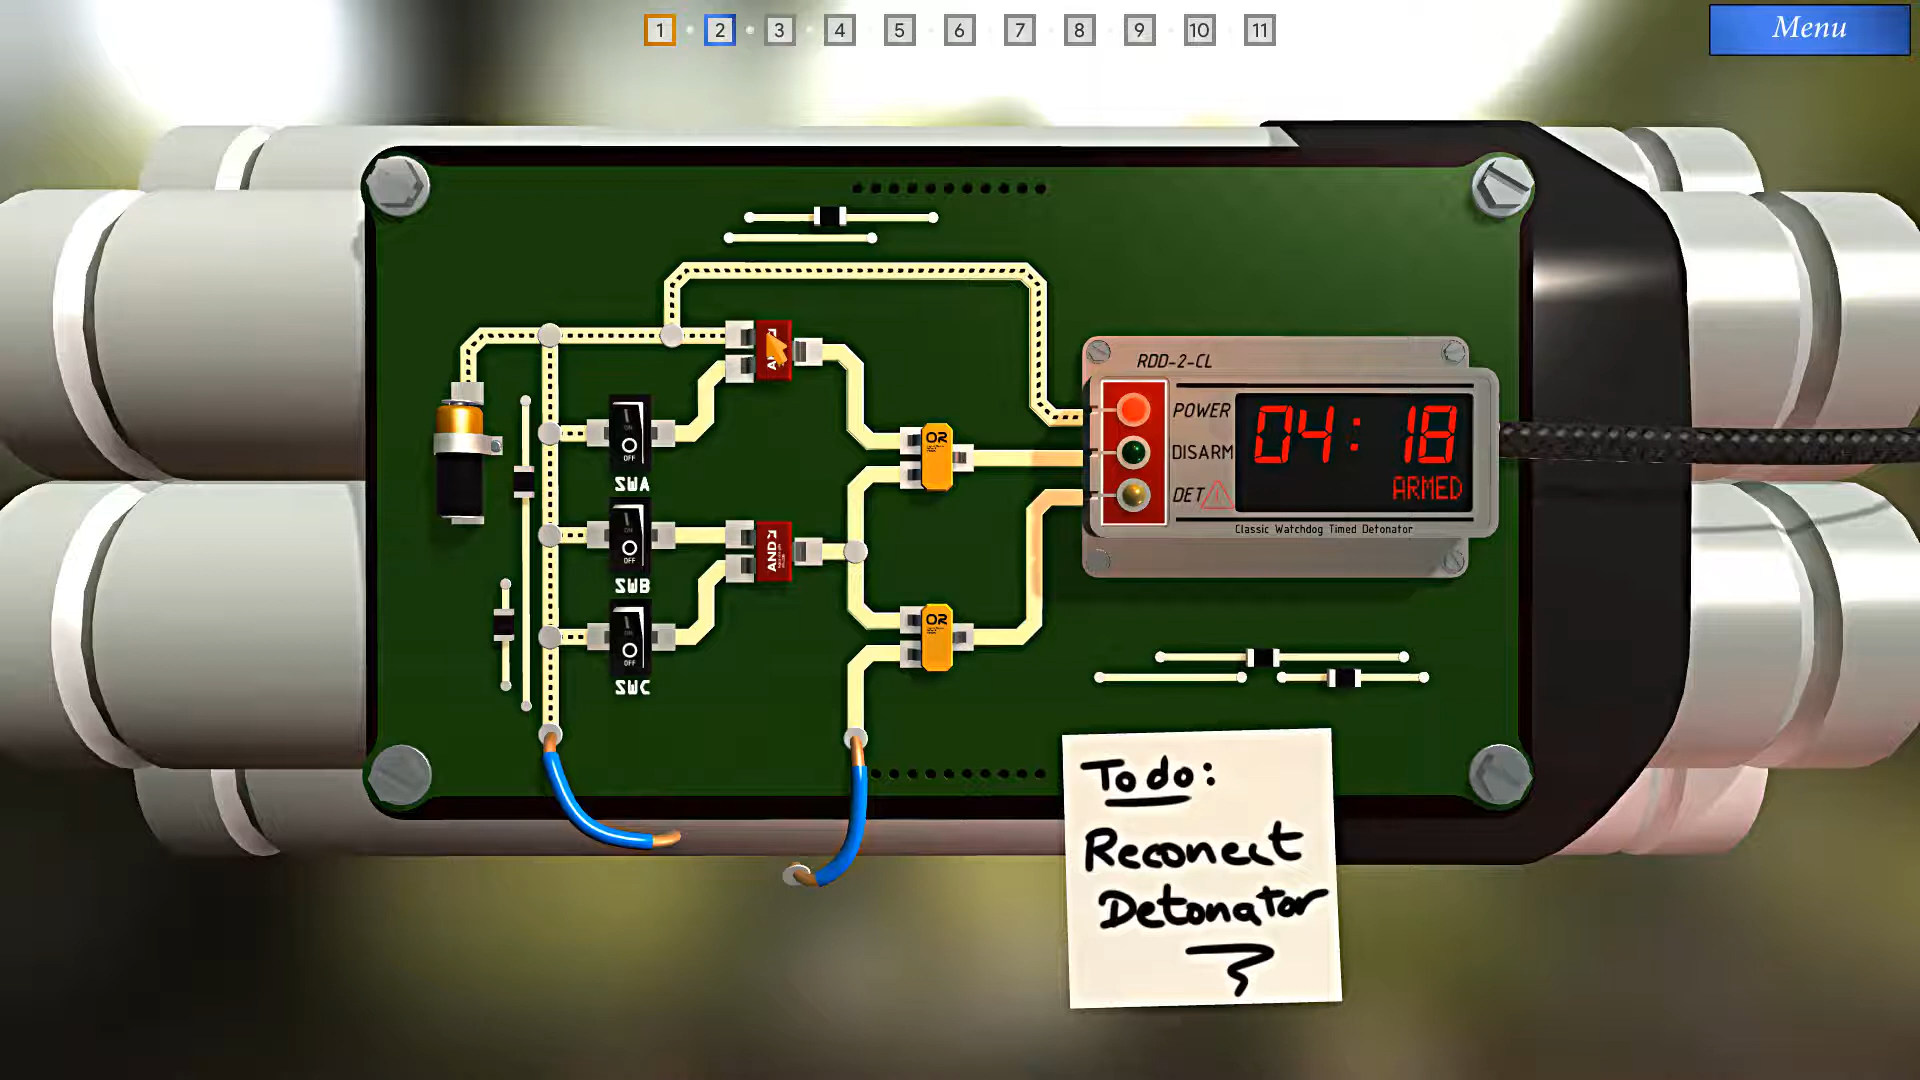 1 2 3 4 5 6 7 8 9 10 11
Menu
RDD-2-CL
POWER
DISARM
DET
04:18
ARMED
Classic Watchdog Timed Detonator
ON
OFF
SWA
ON
OFF
SWB
ON
OFF
SWC
AND
OR
OR
To do:
Reconect
Detonator